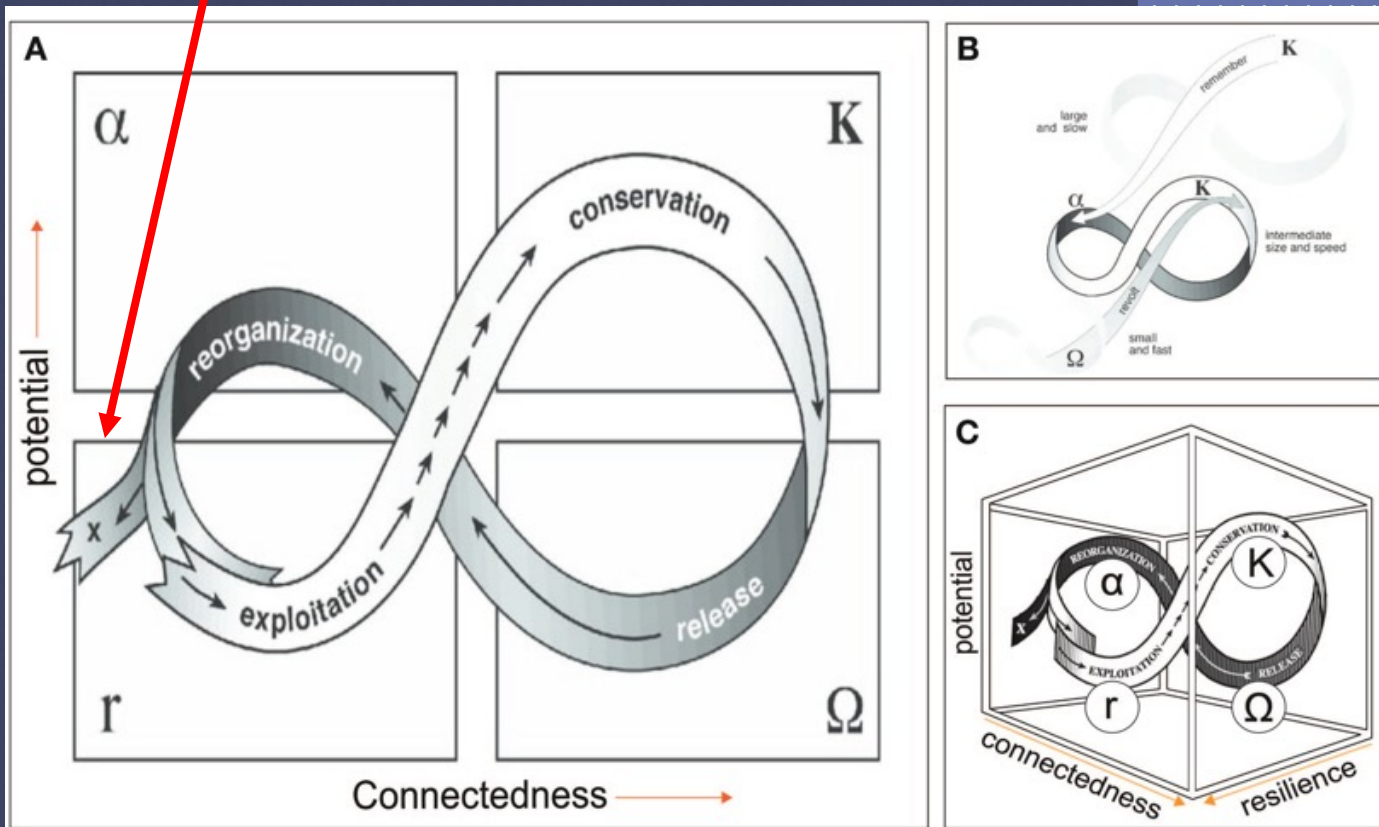 A
α
K
conservation
reorganization
potential
x
exploitation
release
r
Ω
Connectedness
B
K
remember
large
and slow
α
K
intermediate
size and speed
revolt
small
and fast
Ω
C
CONSERVATION
REORGANIZATION
K
α
potential
X
EXPLOITATION
RELEASE
r
Ω
connectedness
resilience